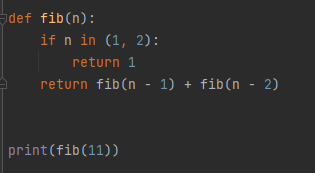 def fib(n):
    if n in (1, 2):
        return 1
    return fib(n - 1) + fib(n - 2)
print(fib(11))